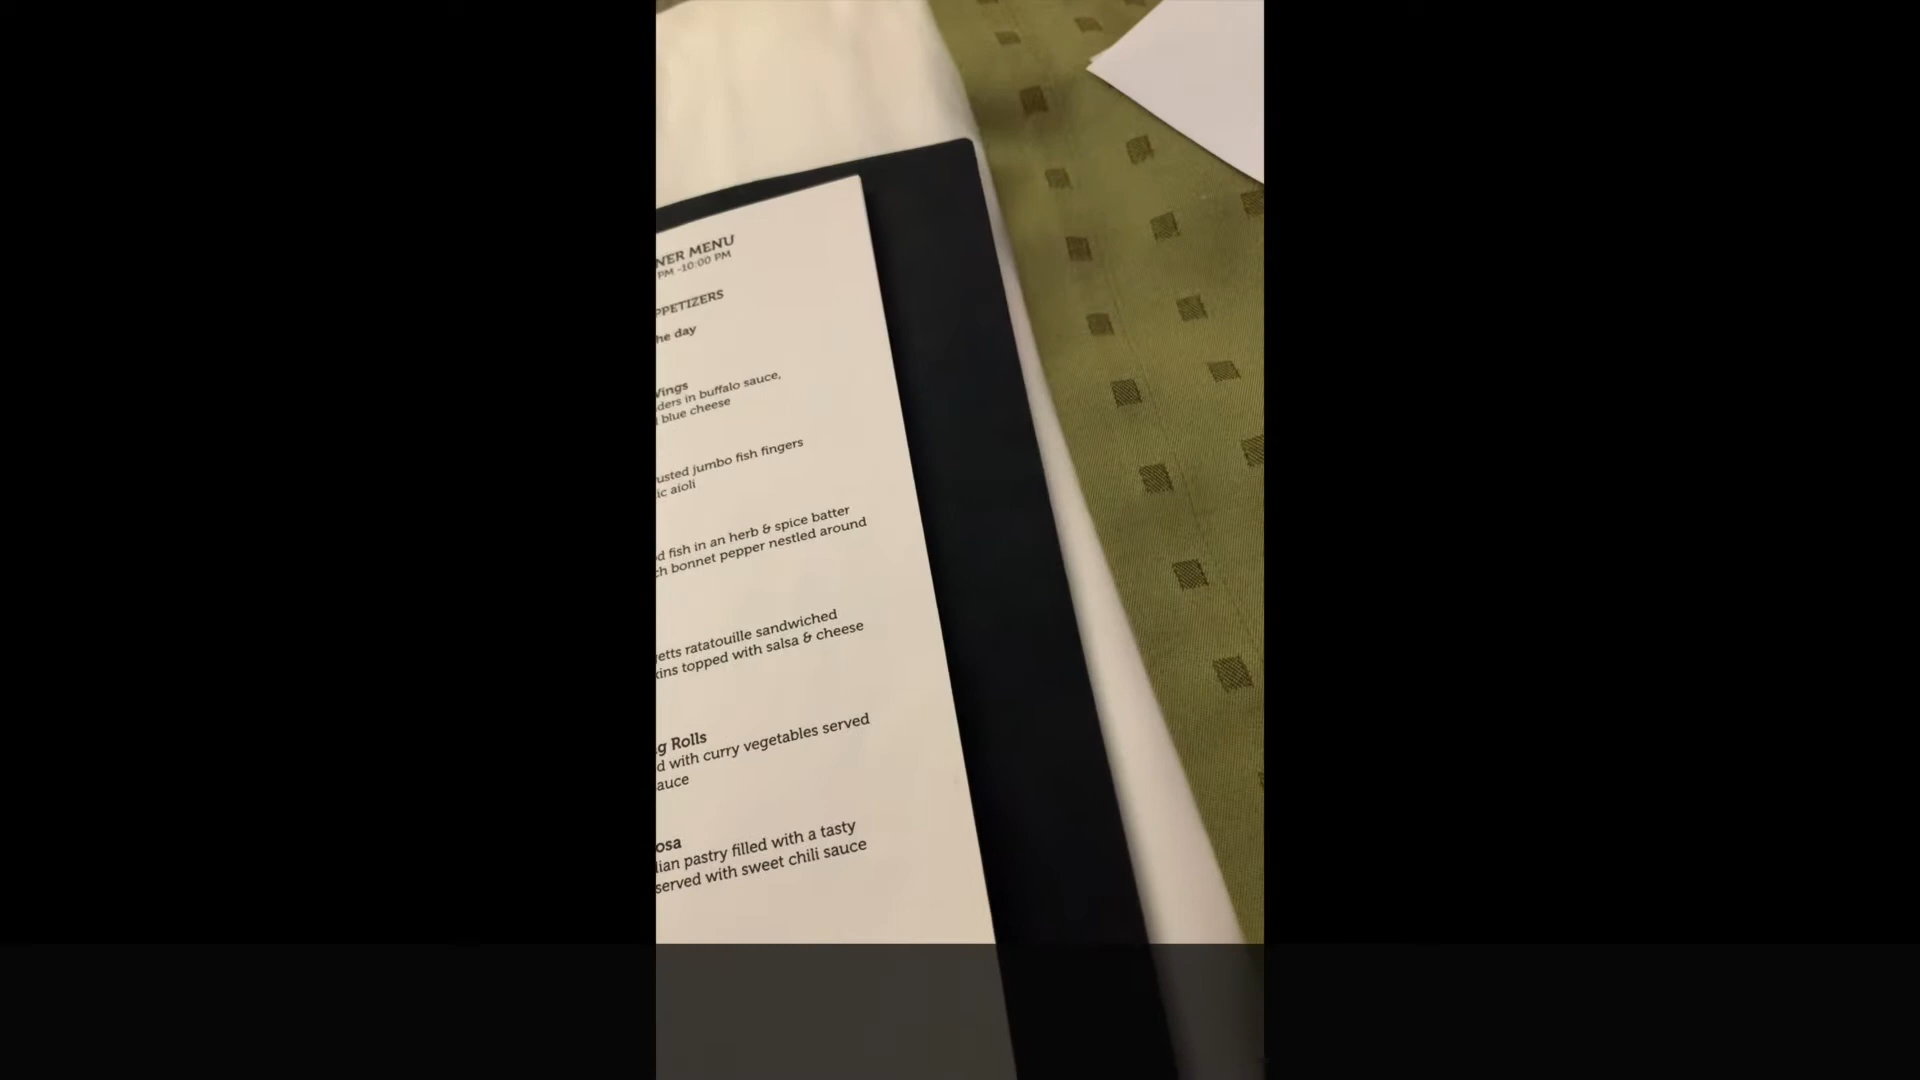 NER MENU
PM -10:00 PM
PPETIZERS
he day
ings
ders in buffalo sauce,
blue cheese
usted jumbo fish fingers
ic aioli
d fish in an herb & spice batter
ch bonnet pepper nestled around
etts ratatouille sandwiched
kins topped with salsa & cheese
g Rolls
d with curry vegetables served
auce
osa
dian pastry filled with a tasty
served with sweet chili sauce